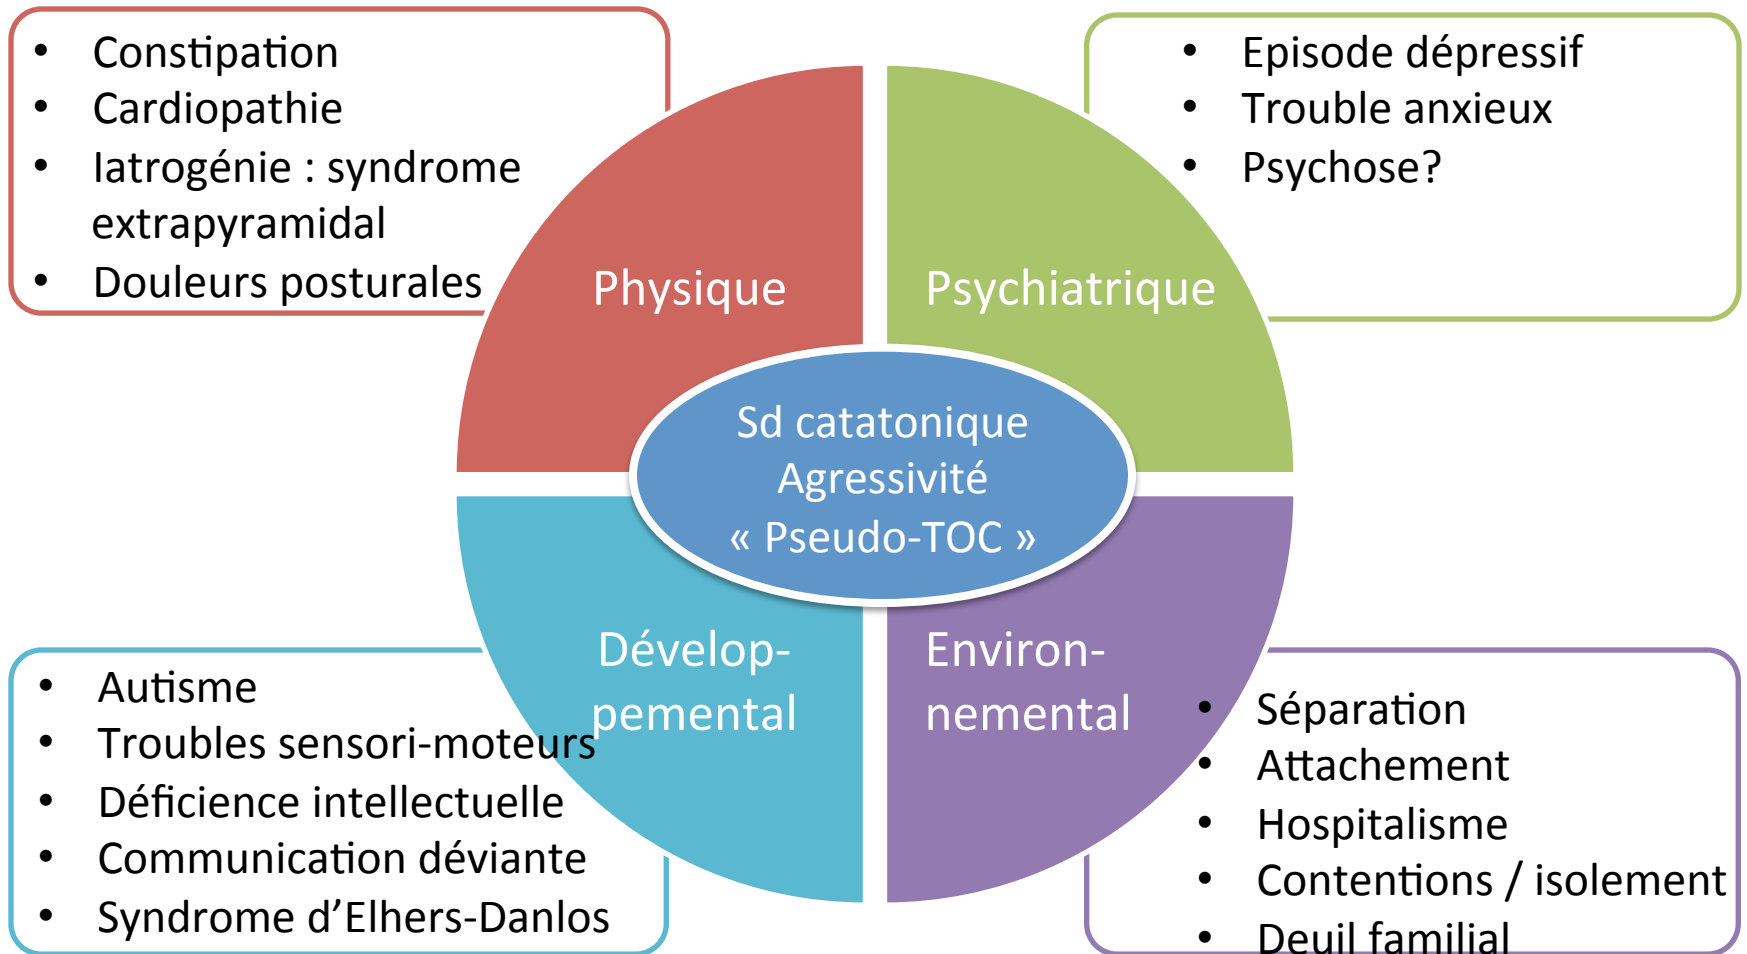 • Constipation
• Cardiopathie
• Iatrogénie : syndrome
extrapyramidal
• Douleurs posturales
Physique
• Episode dépressif
• Trouble anxieux
• Psychose?
Psychiatrique
Sd catatonique
Agressivité
« Pseudo-TOC »
Dévelop-
pemental
• Autisme
• Troubles sensori-moteurs
• Déficience intellectuelle
• Communication déviante
• Syndrome d’Elhers-Danlos
Environ-
nemental
• Séparation
• Attachement
• Hospitalisme
• Contentions / isolement
• Deuil familial